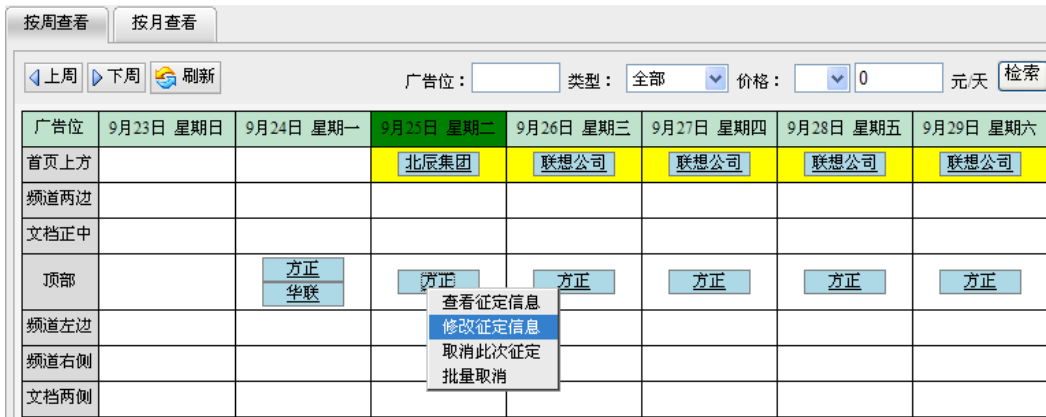 按周查看 按月查看
上周 下周 刷新 广告位： 类型： 全部 价格： 0 元/天 检索
广告位 9月23日 星期日 9月24日 星期一 9月25日 星期二 9月26日 星期三 9月27日 星期四 9月28日 星期五 9月29日 星期六
首页上方 北辰集团 联想公司 联想公司 联想公司 联想公司
频道两边
文档正中
顶部 方正 方正 方正 方正 方正 方正
华联
查看征定信息
频道左边 修改征定信息
频道右侧 取消此次征定
批量取消
文档两侧